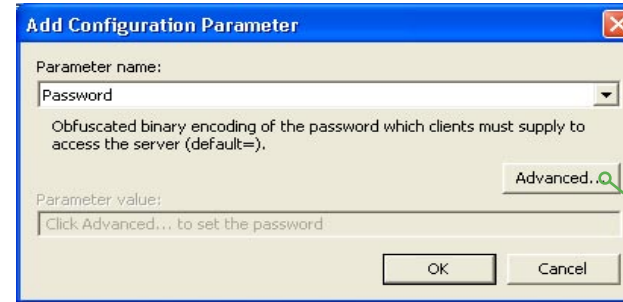 Add Configuration Parameter
Parameter name:
Password
Obfuscated binary encoding of the password which clients must supply to
access the server (default=).
Advanced...
Parameter value:
Click Advanced... to set the password
OK
Cancel